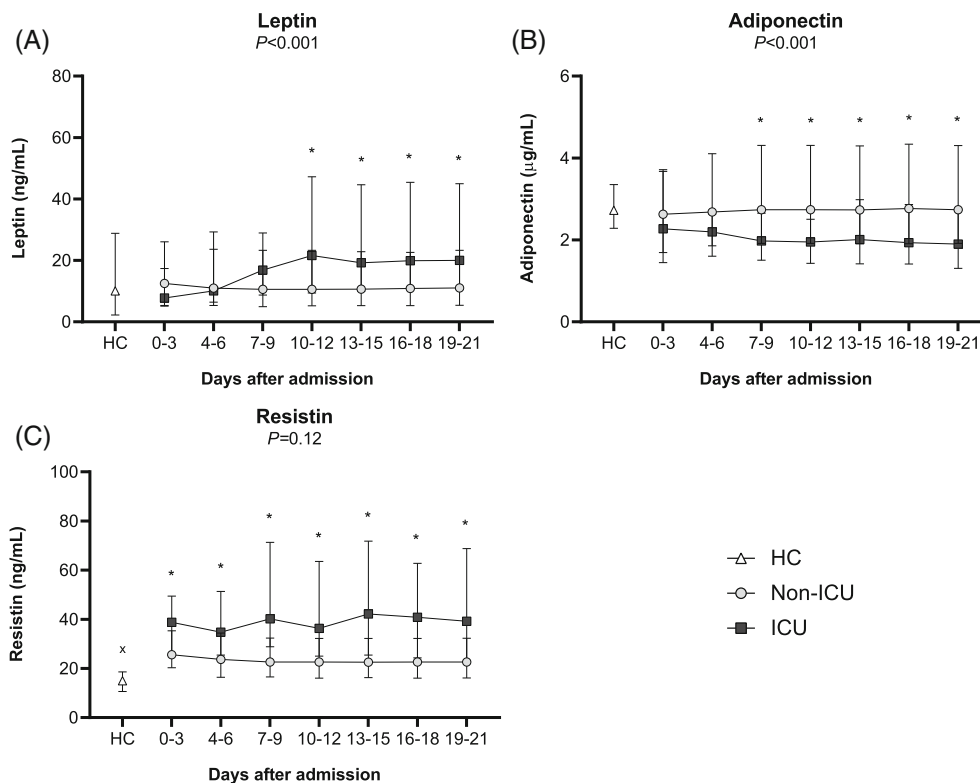 (A)
Leptin
P<0.001
Leptin (ng/mL)
80
60
40
20
0
* * * *
HC 0-3 4-6 7-9 10-12 13-15 16-18 19-21
Days after admission
(B)
Adiponectin
P<0.001
Adiponectin (μg/mL)
6
4
2
0
* * * * *
HC 0-3 4-6 7-9 10-12 13-15 16-18 19-21
Days after admission
(C)
Resistin
P=0.12
Resistin (ng/mL)
100
80
60
40
20
0
x * * * * * * *
HC 0-3 4-6 7-9 10-12 13-15 16-18 19-21
Days after admission
HC
Non-ICU
ICU